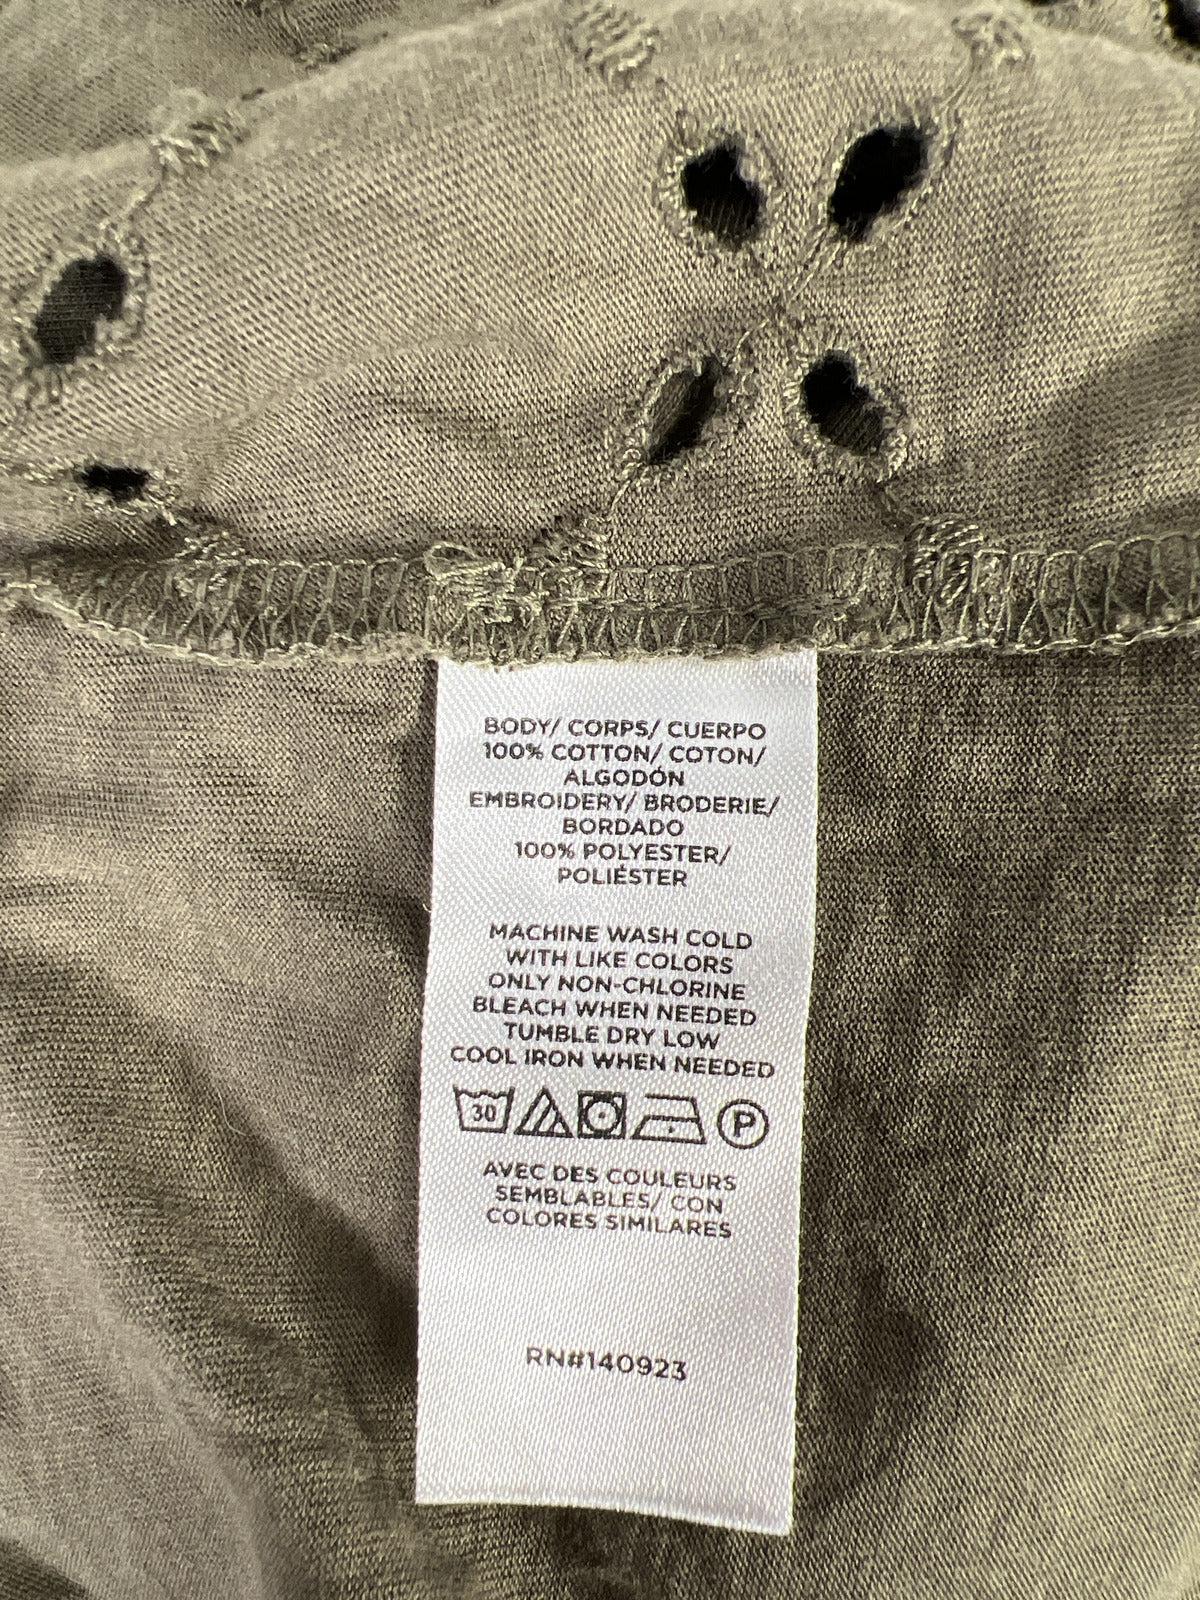 BODY/ CORPS/ CUERPO
100% COTTON/ COTON/
ALGODÓN
EMBROIDERY/ BRODERIE/
BORDADO
100% POLYESTER/
POLIÉSTER
MACHINE WASH COLD
WITH LIKE COLORS
ONLY NON-CHLORINE
BLEACH WHEN NEEDED
TUMBLE DRY LOW
COOL IRON WHEN NEEDED
30 P
AVEC DES COULEURS
SEMBLABLES/ CON
COLORES SIMILARES
RN#140923